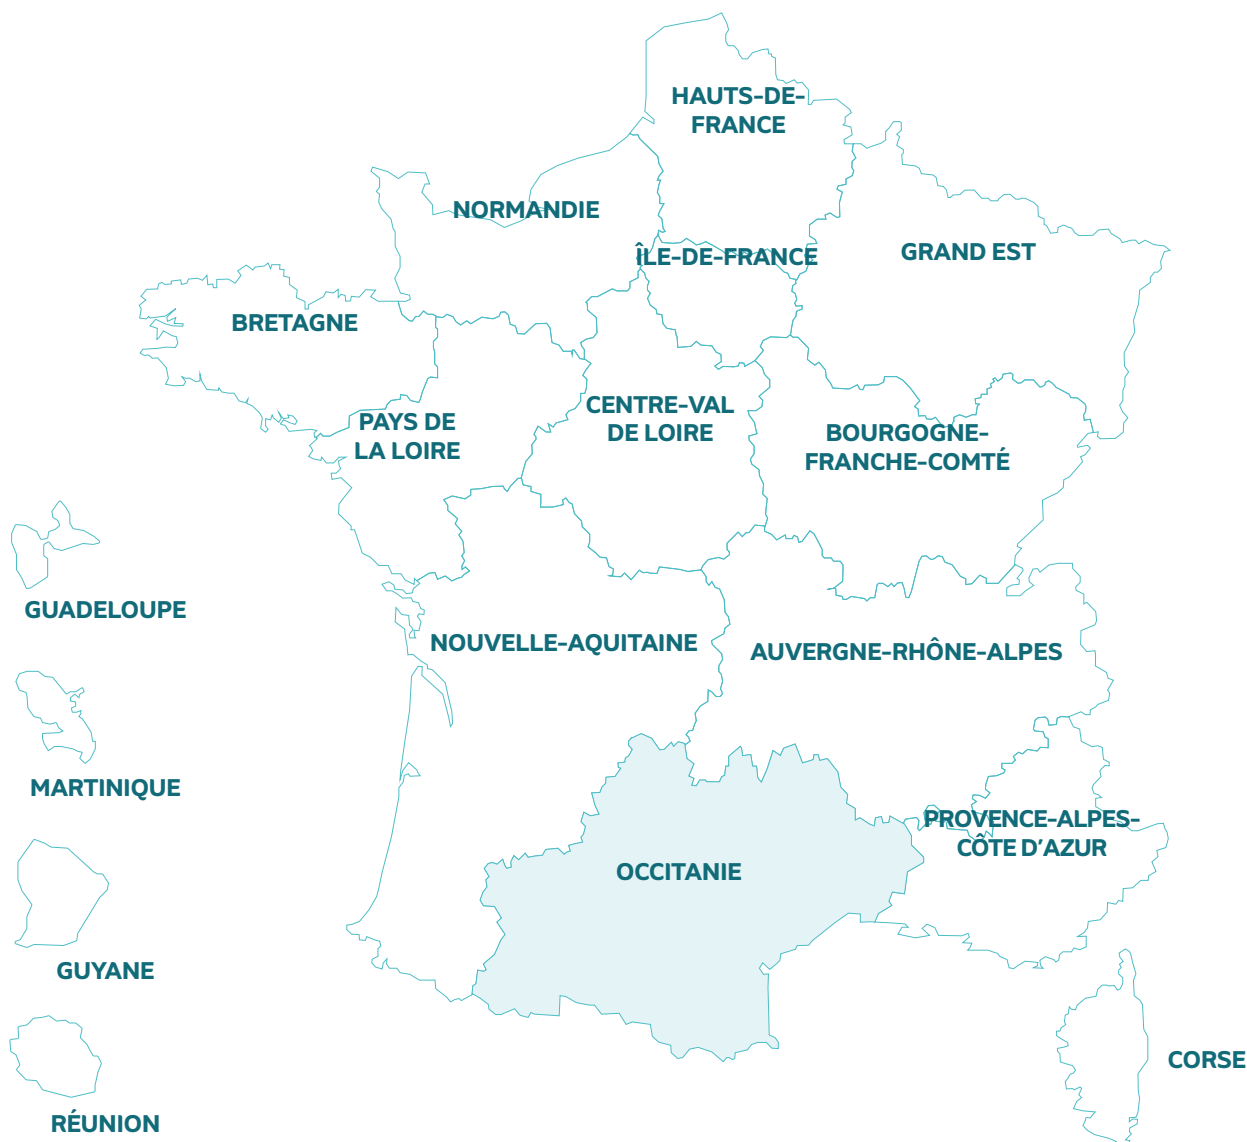 HAUTS-DE-
FRANCE
NORMANDIE
ÎLE-DE-FRANCE
GRAND EST
BRETAGNE
PAYS DE
LA LOIRE
CENTRE-VAL
DE LOIRE
BOURGOGNE-
FRANCHE-COMTÉ
GUADELOUPE
NOUVELLE-AQUITAINE
AUVERGNE-RHÔNE-ALPES
MARTINIQUE
PROVENCE-ALPES-
CÔTE D'AZUR
OCCITANIE
GUYANE
CORSE
RÉUNION